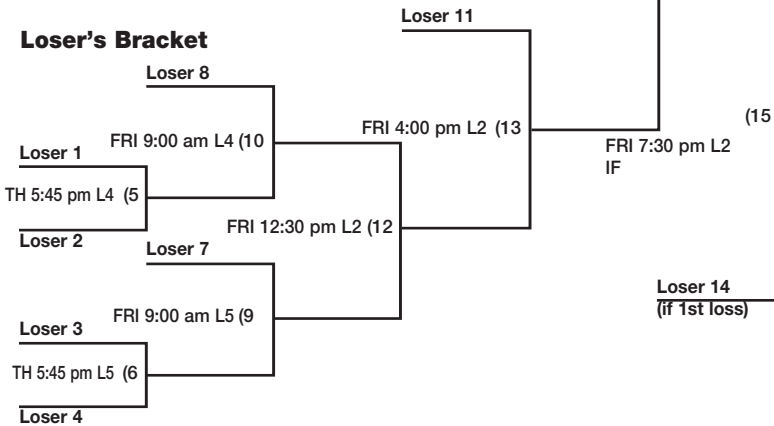 Loser 11
Loser's Bracket
Loser 8
(15
FRI 4:00 pm L2 (13
FRI 9:00 am L4 (10
FRI 7:30 pm L2
IF
Loser 1
TH 5:45 pm L4 (5
FRI 12:30 pm L2 (12
Loser 2
Loser 7
Loser 14
(if 1st loss)
FRI 9:00 am L5 (9
Loser 3
TH 5:45 pm L5 (6
Loser 4